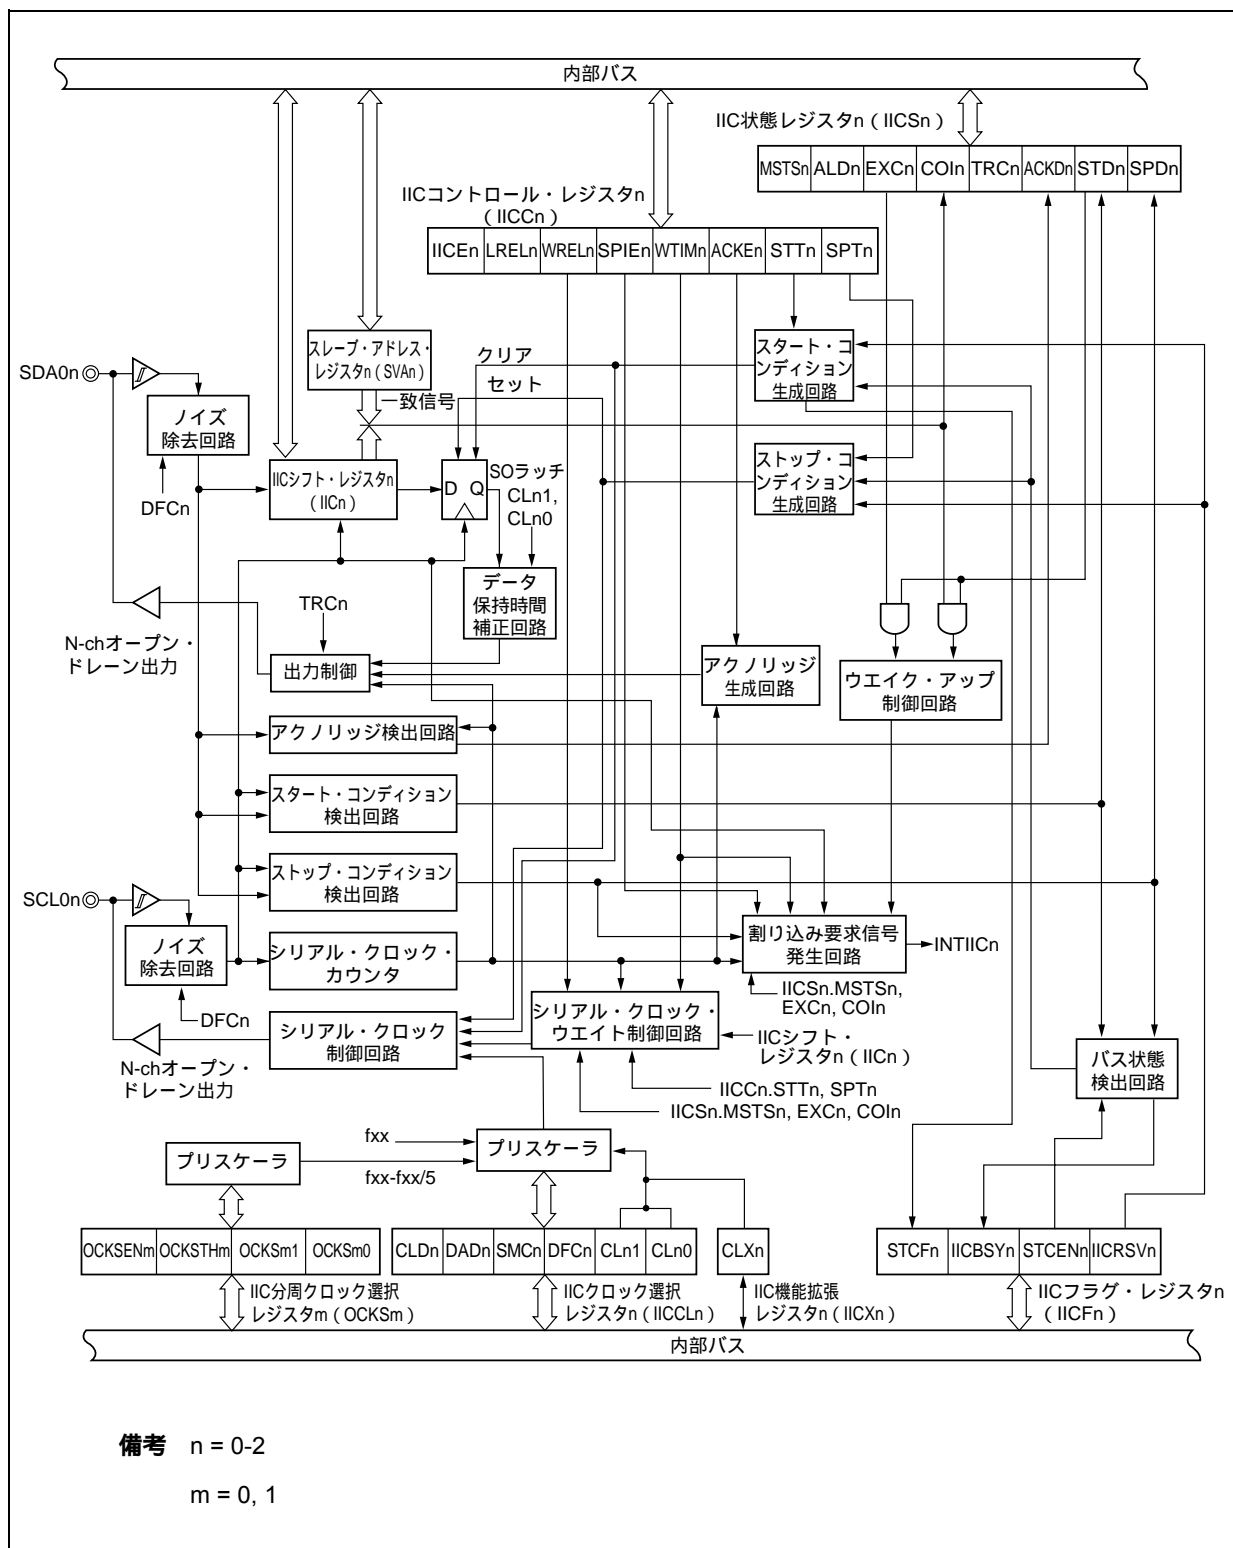 内部バス
IIC状態レジスタn（IICSn）
MSTSn ALDn EXCn COIn TRCn ACKDn STDn SPDn
IICコントロール・レジスタn
（IICCn）
IICEn LRELn WRELn SPIEn WTIMn ACKEn STTn SPTn
スレーブ・アドレス・
レジスタn（SVAn）
クリア
セット
一致信号
スタート・コ
ンディション
生成回路
SDA0n
ノイズ
除去回路
DFCn
IICシフト・レジスタn
（IICn）
D Q
SOラッチ
CLn1,
CLn0
ストップ・コ
ンディション
生成回路
データ
保持時間
補正回路
TRCn
N-chオープン・
ドレーン出力
出力制御
アクノリッジ
生成回路
ウエイク・アップ
制御回路
アクノリッジ検出回路
スタート・コンディション
検出回路
ストップ・コンディション
検出回路
SCL0n
ノイズ
除去回路
DFCn
シリアル・クロック・
カウンタ
割り込み要求信号
発生回路
INTIICn
IICSn.MSTSn,
EXCn, COIn
シリアル・クロック
制御回路
シリアル・クロック・
ウエイト制御回路
IICシフト・
レジスタn（IICn）
N-chオープン・
ドレーン出力
IICCn.STTn, SPTn
IICSn.MSTSn, EXCn, COIn
バス状態
検出回路
プリスケーラ
fxx
fxx-fxx/5
プリスケーラ
OCKSENm OCKSTHm OCKSm1 OCKSm0
CLDn DADn SMCn DFCn CLn1 CLn0
CLXn
STCFn IICBSYn STCENn IICRSVn
IIC分周クロック選択
レジスタm（OCKSm）
IICクロック選択
レジスタn（IICCLn）
IIC機能拡張
レジスタn（IICXn）
IICフラグ・レジスタn
（IICFn）
内部バス
備考 n = 0-2
m = 0, 1